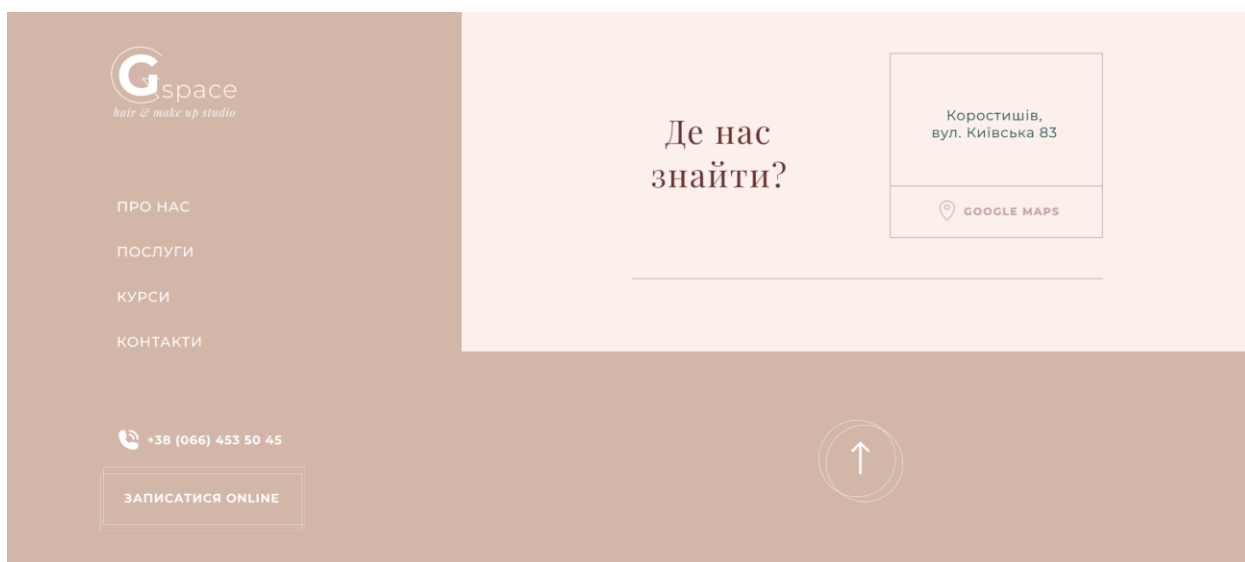 G space
hair & make up studio
ПРО НАС
ПОСЛУГИ
КУРСИ
КОНТАКТИ
+38 (066) 453 50 45
ЗАПИСАТИСЯ ONLINE
Де нас
знайти?
Коростишів,
вул. Київська 83
GOOGLE MAPS